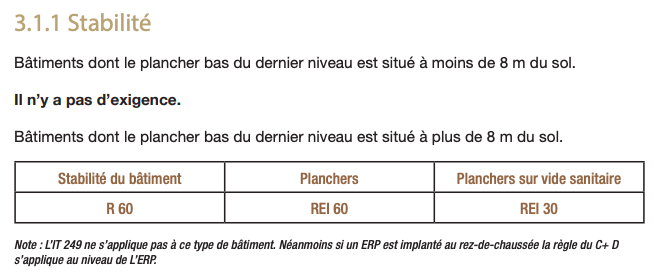 3.1.1 Stabilité
Bâtiments dont le plancher bas du dernier niveau est situé à moins de 8 m du sol.
Il n’y a pas d’exigence.
Bâtiments dont le plancher bas du dernier niveau est situé à plus de 8 m du sol.
Stabilité du bâtiment Planchers Planchers sur vide sanitaire
R 60 REI 60 REI 30
Note : L’IT 249 ne s’applique pas à ce type de bâtiment. Néanmoins si un ERP est implanté au rez-de-chaussée la règle du C+ D
s’applique au niveau de L’ERP.